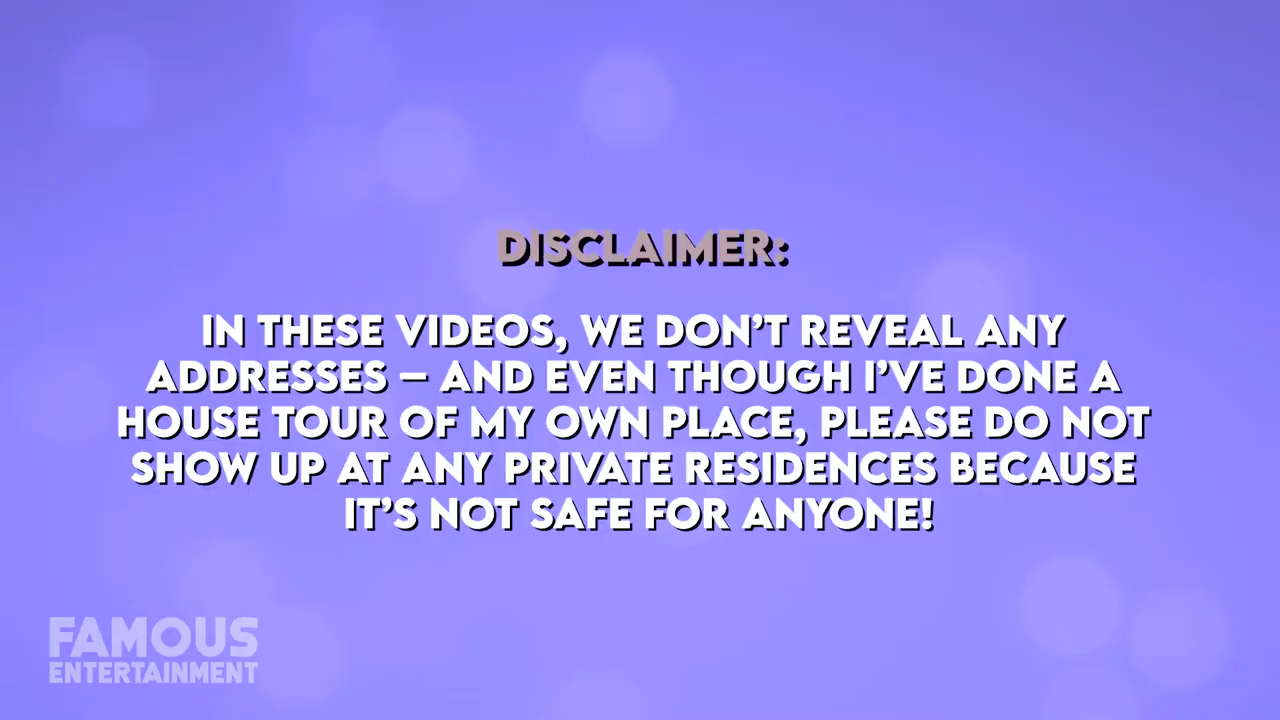 DISCLAIMER:
IN THESE VIDEOS, WE DON'T REVEAL ANY
ADDRESSES – AND EVEN THOUGH I'VE DONE A
HOUSE TOUR OF MY OWN PLACE, PLEASE DO NOT
SHOW UP AT ANY PRIVATE RESIDENCES BECAUSE
IT'S NOT SAFE FOR ANYONE!
FAMOUS
ENTERTAINMENT